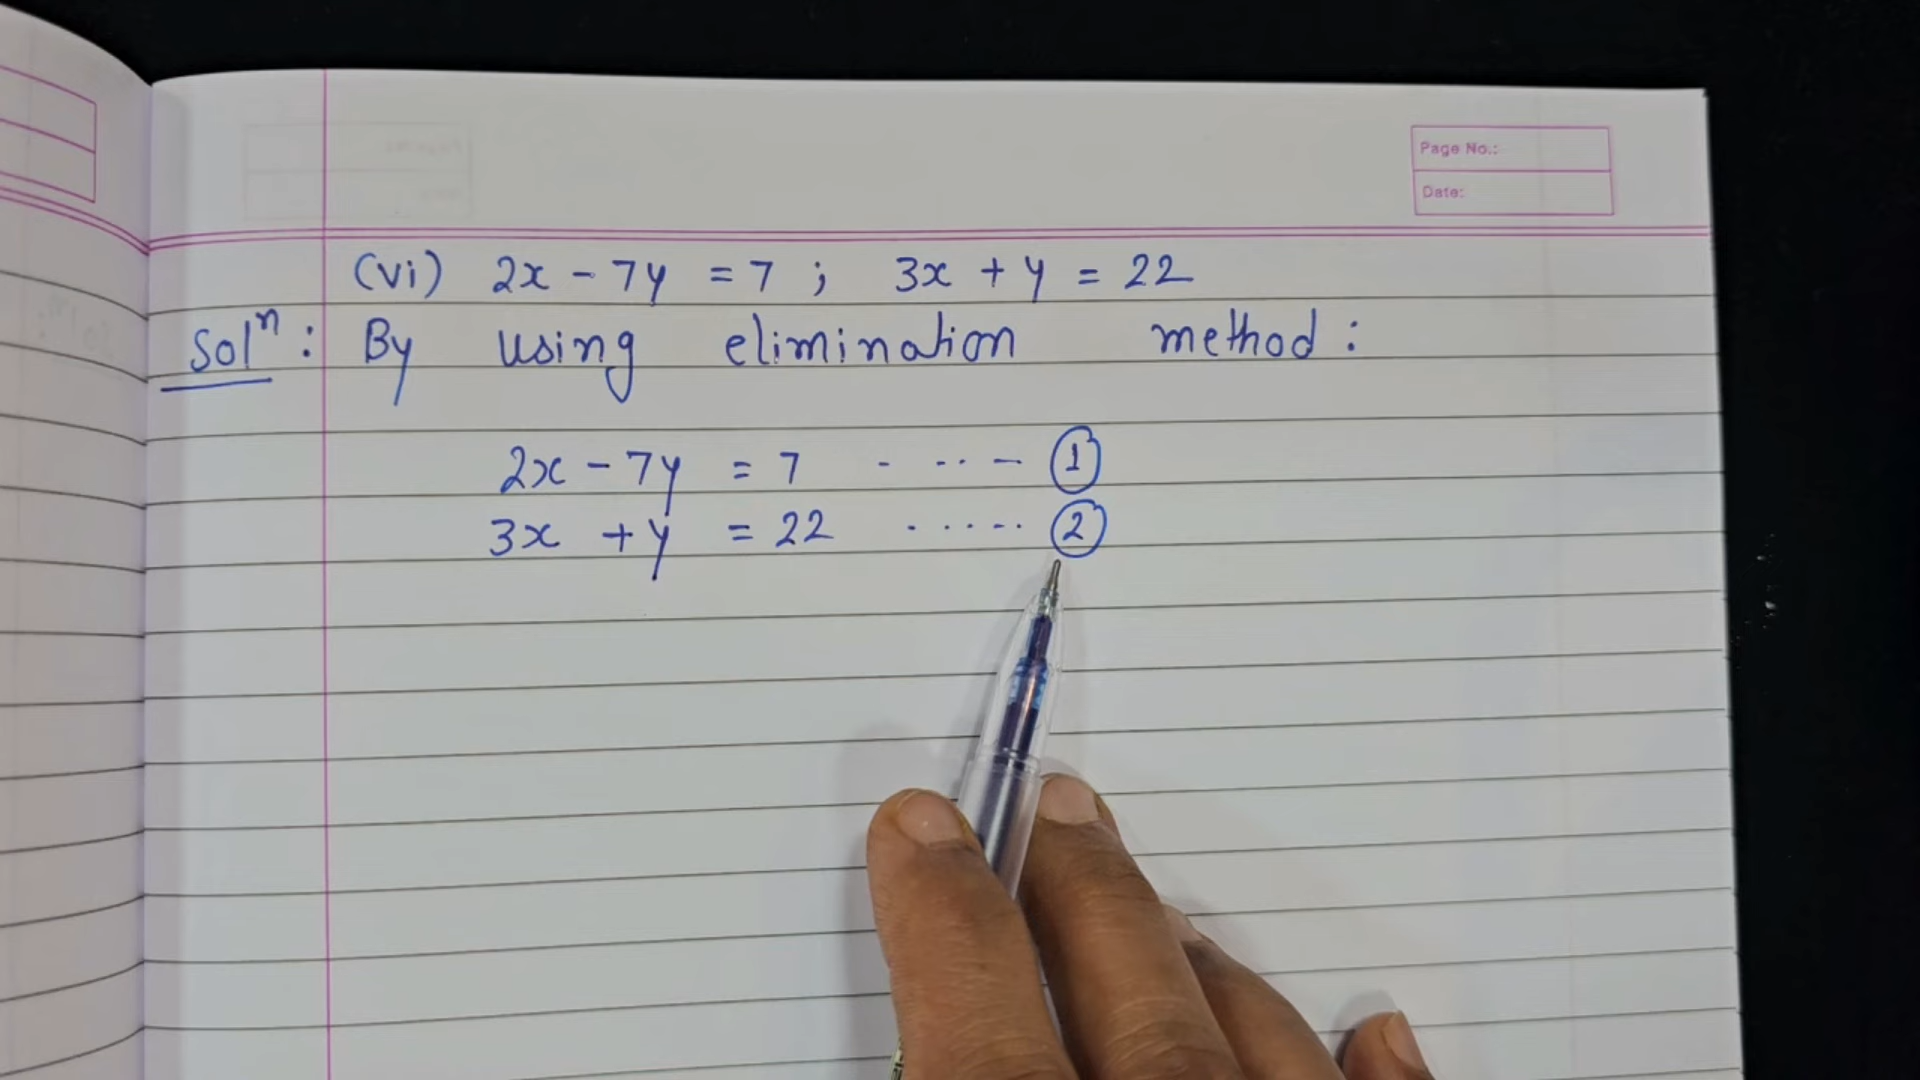 Page No.:
Date:
(vi) 2x - 7y = 7 ; 3x + y = 22
Solⁿ : By using elimination method :
2x - 7y = 7 - ·· - ①
3x + y = 22 ····· ②